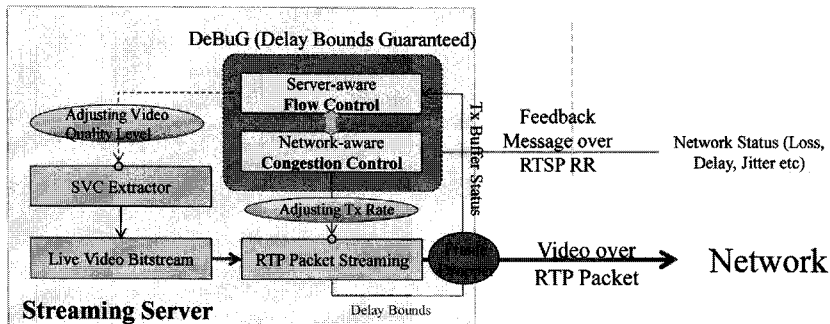 DeBuG (Delay Bounds Guaranteed)
Server-aware
Flow Control
Adjusting Video
Quality Level
Network-aware
Congestion Control
Tx Buffer Status
Feedback
Message over
RTSP RR
Network Status (Loss,
Delay, Jitter etc)
SVC Extractor
Adjusting Tx Rate
Live Video Bitstream
RTP Packet Streaming
Video over
RTP Packet
Network
Streaming Server
Delay Bounds